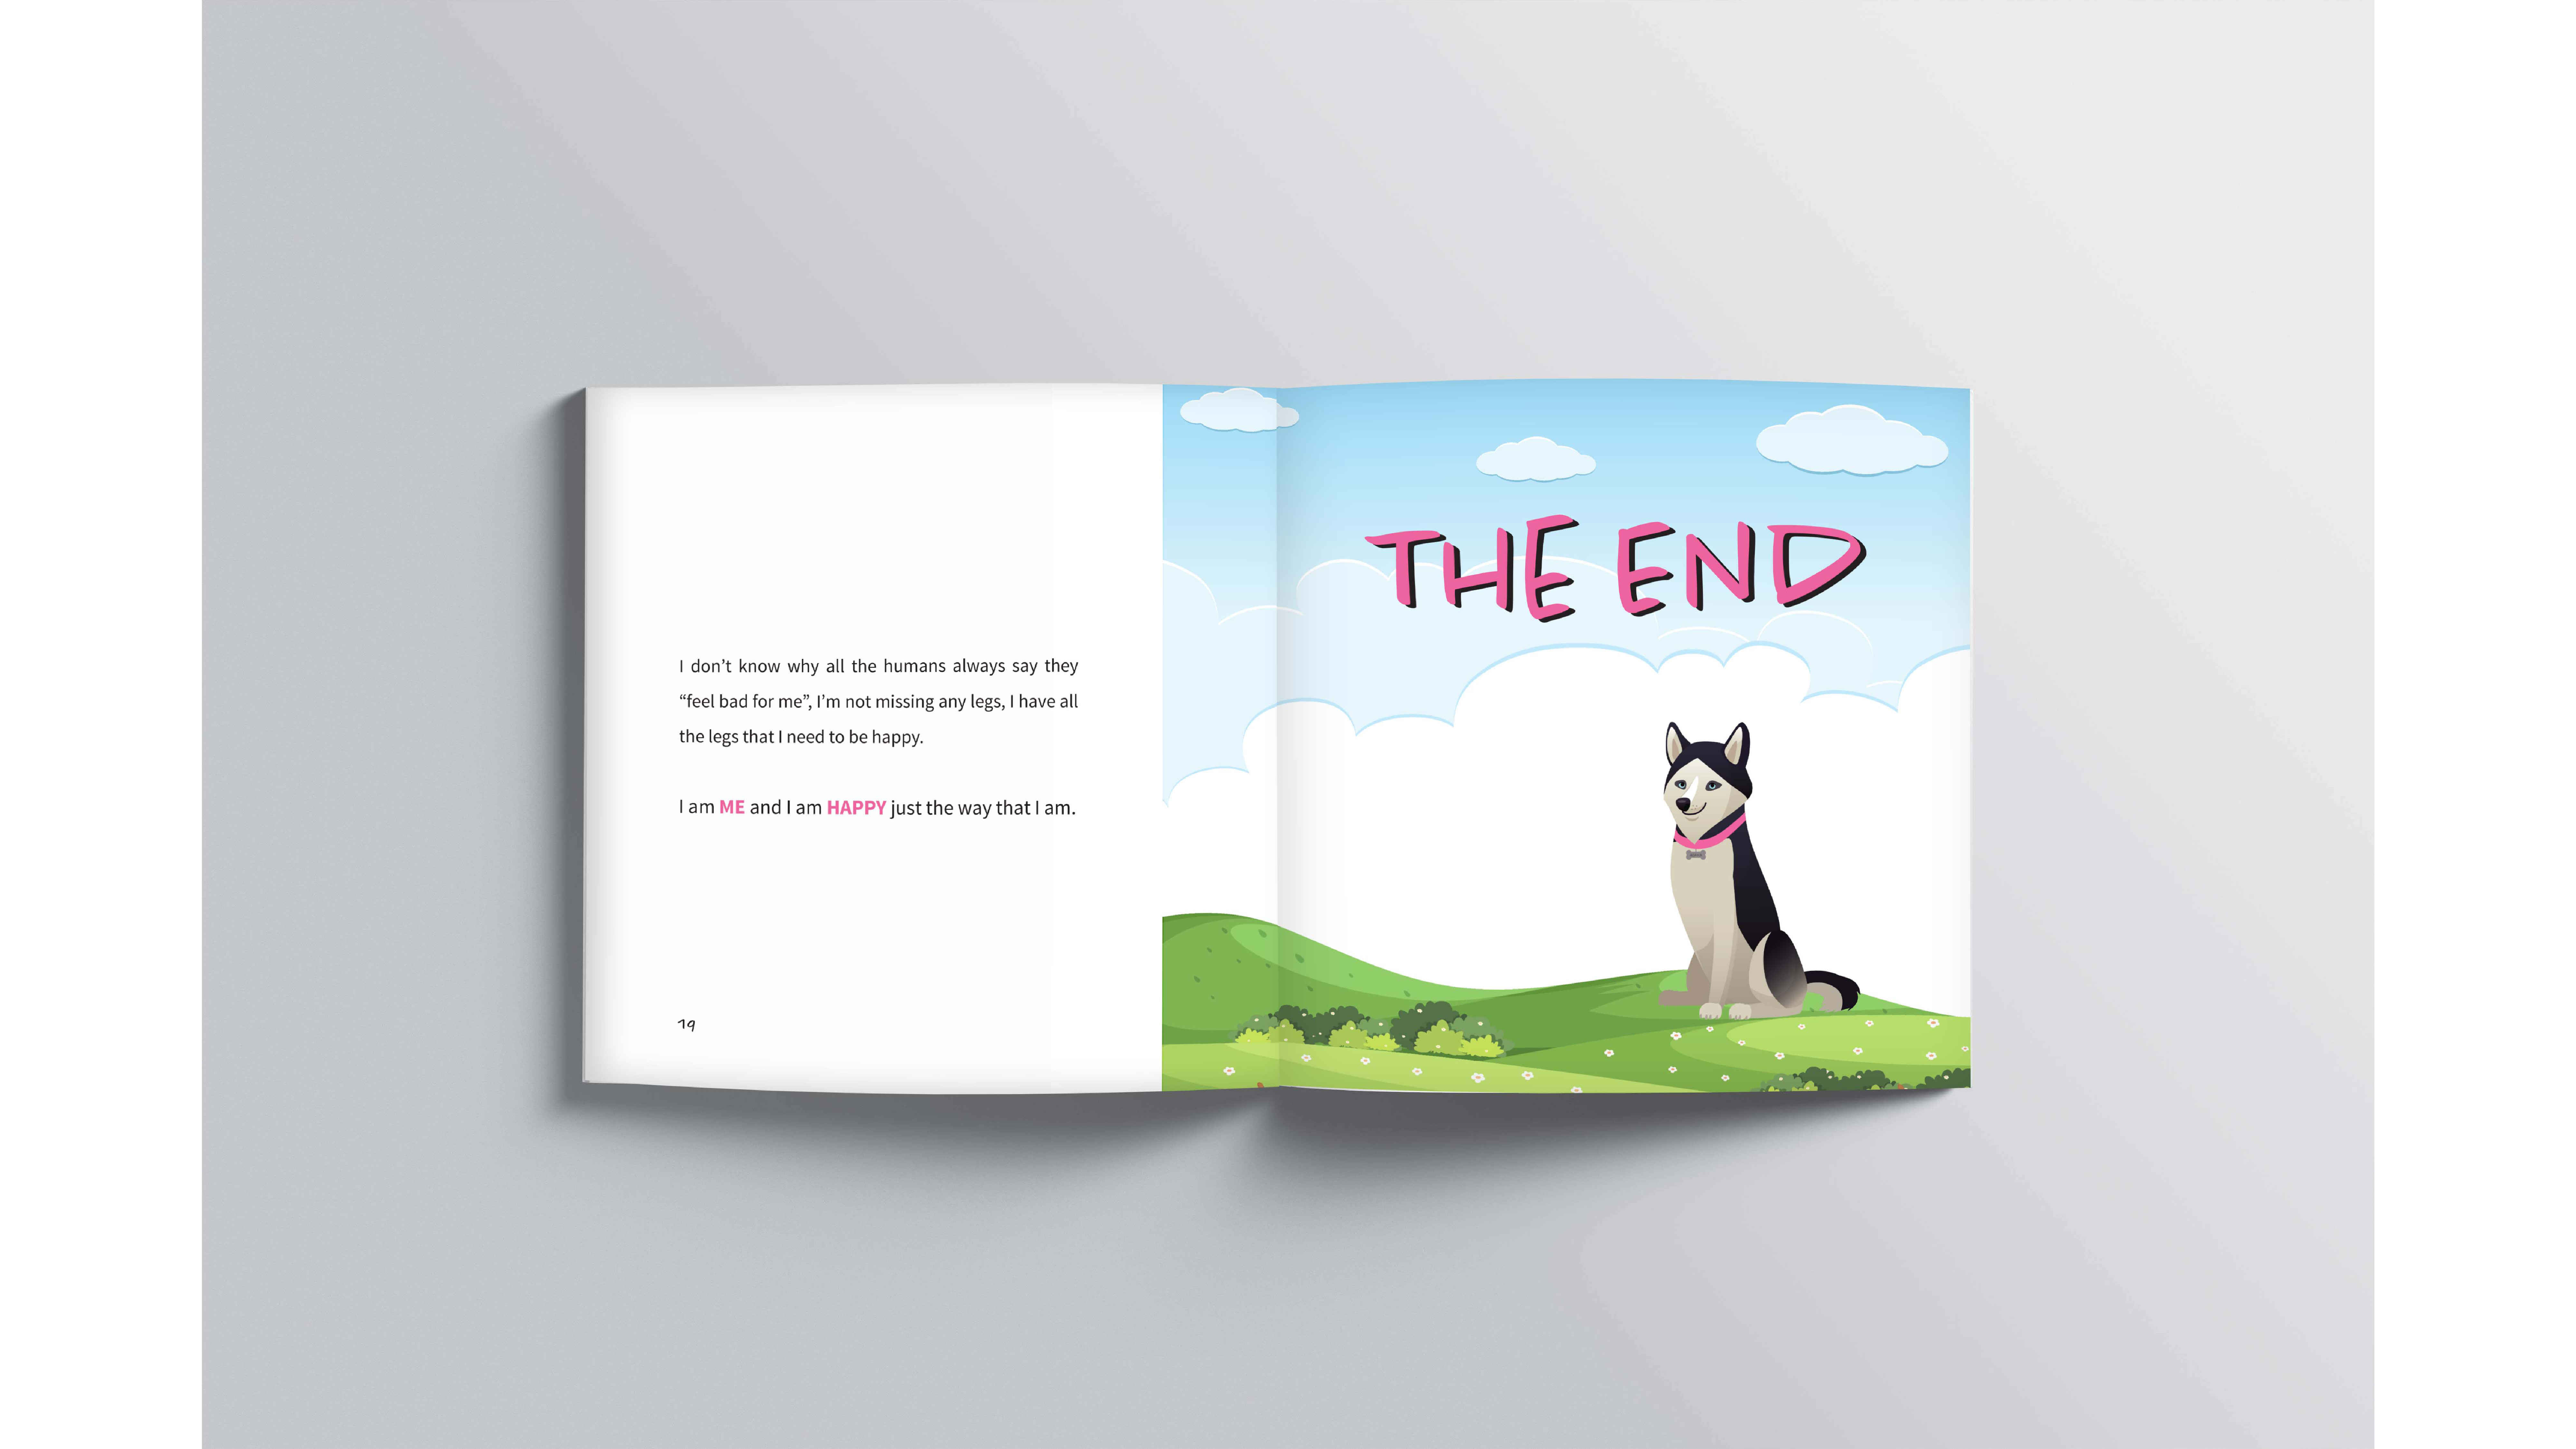 I don’t know why all the humans always say they
“feel bad for me”, I’m not missing any legs, I have all
the legs that I need to be happy.
I am ME and I am HAPPY just the way that I am.
19
THE END